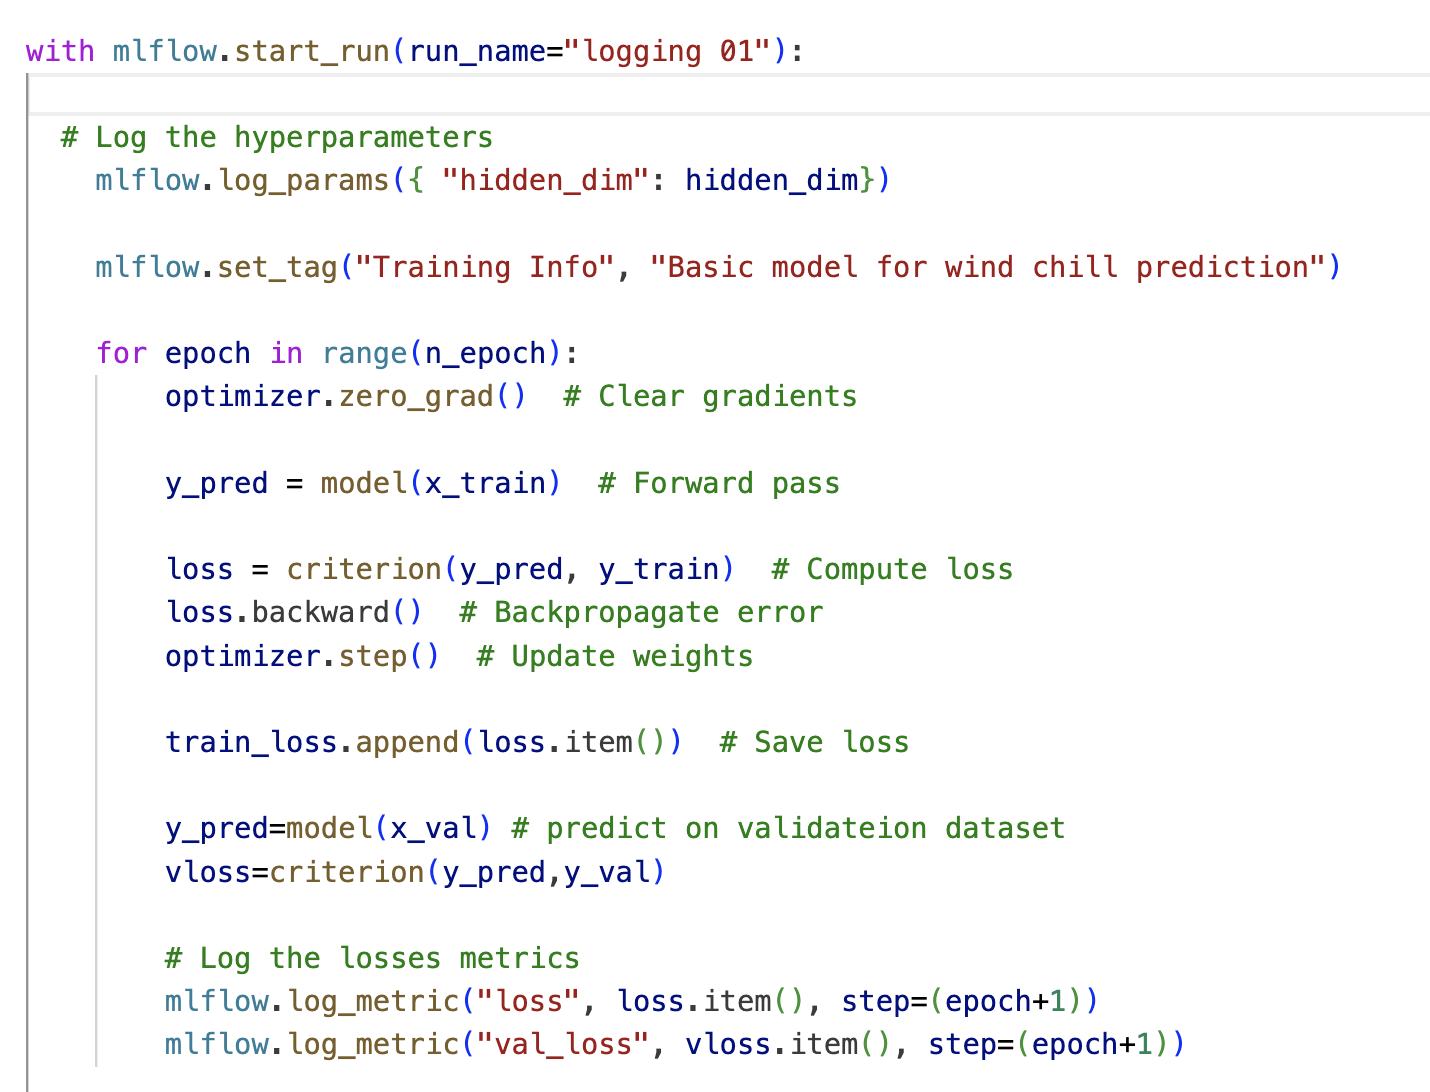 with mlflow.start_run(run_name="logging 01"):
# Log the hyperparameters
mlflow.log_params({ "hidden_dim": hidden_dim})
mlflow.set_tag("Training Info", "Basic model for wind chill prediction")
for epoch in range(n_epoch):
optimizer.zero_grad()  # Clear gradients
y_pred = model(x_train)  # Forward pass
loss = criterion(y_pred, y_train)  # Compute loss
loss.backward()  # Backpropagate error
optimizer.step()  # Update weights
train_loss.append(loss.item())  # Save loss
y_pred=model(x_val) # predict on validateion dataset
vloss=criterion(y_pred,y_val)
# Log the losses metrics
mlflow.log_metric("loss", loss.item(), step=(epoch+1))
mlflow.log_metric("val_loss", vloss.item(), step=(epoch+1))